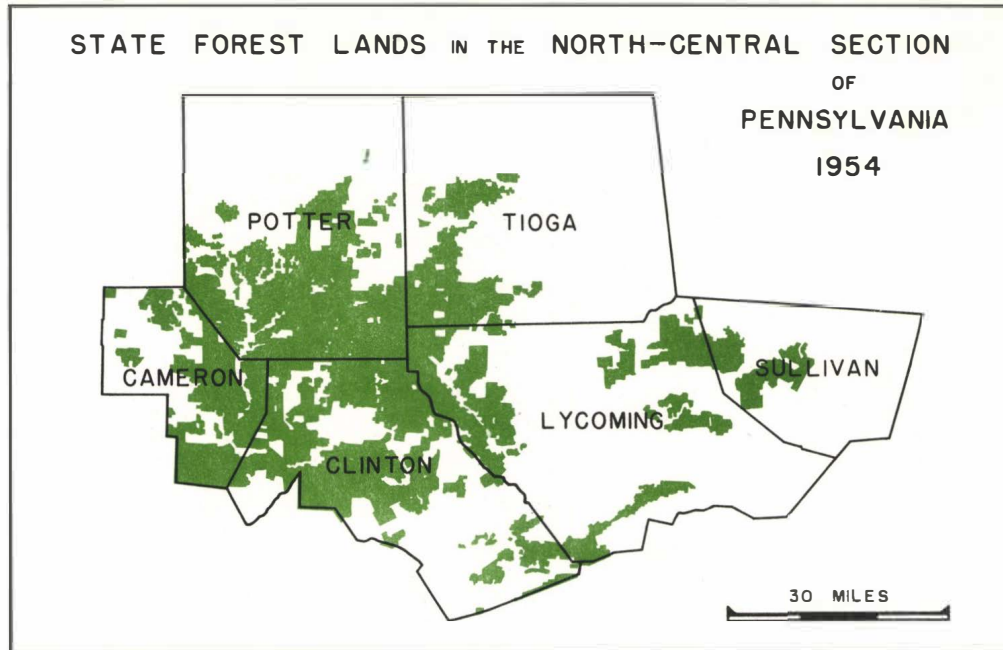 STATE FOREST LANDS IN THE NORTH-CENTRAL SECTION
OF
PENNSYLVANIA
1954
POTTER
TIOGA
CAMERON
SULLIVAN
LYCOMING
CLINTON
30 MILES